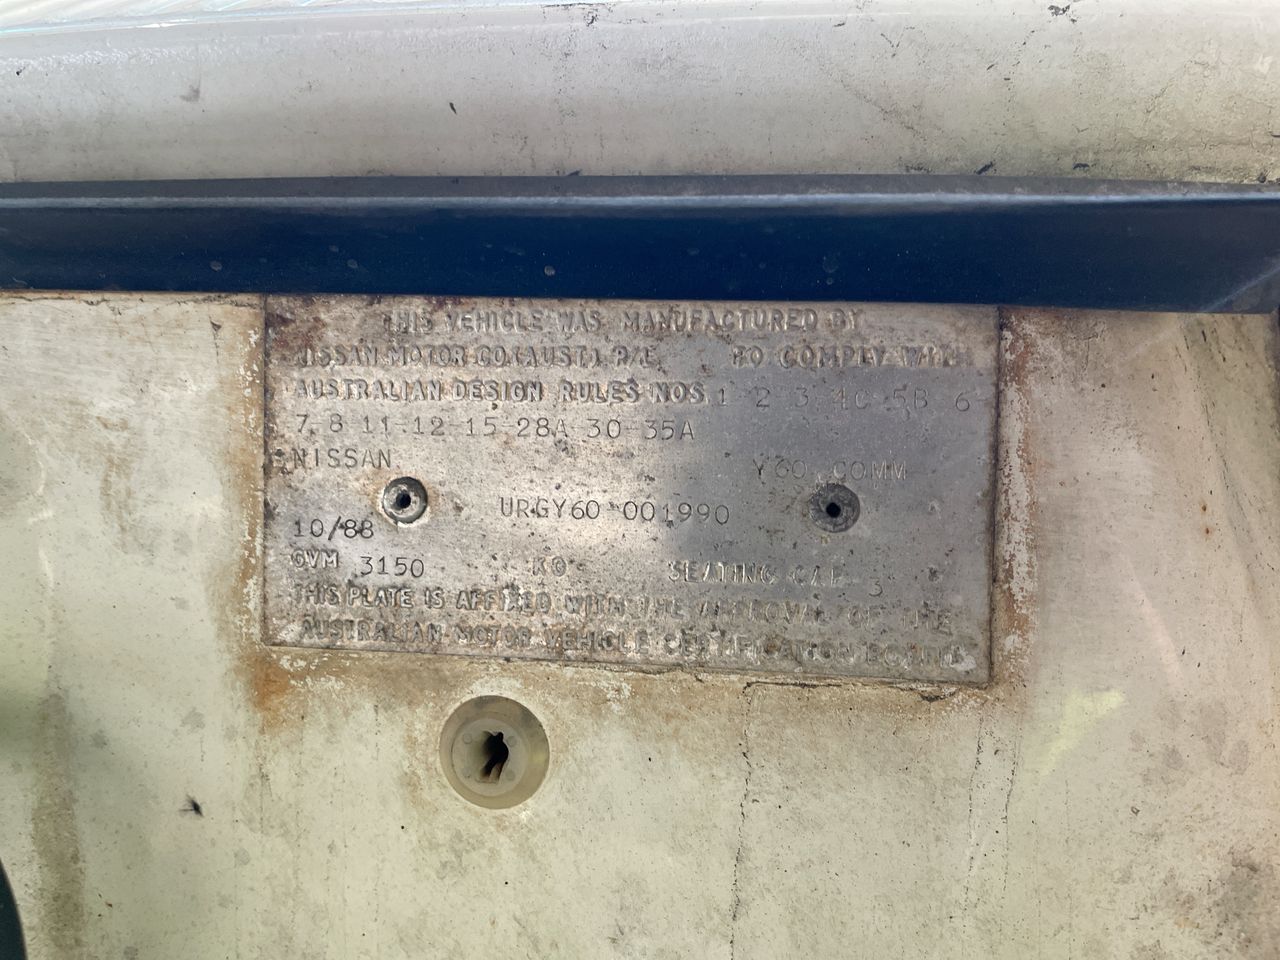 THIS VEHICLE WAS MANUFACTURED BY
NISSAN MOTOR CO.(AUST.) P/L TO COMPLY WITH
AUSTRALIAN DESIGN RULES NOS 1 2 3 4C 5B 6
7 8 11 12 15 28A 30 35A
NISSAN Y60 COMM
URGY60 001990
10/88
GVM 3150 KG SEATING CAP. 3
THIS PLATE IS AFFIXED WITH THE APPROVAL OF THE
AUSTRALIAN MOTOR VEHICLE CERTIFICATION BOARD